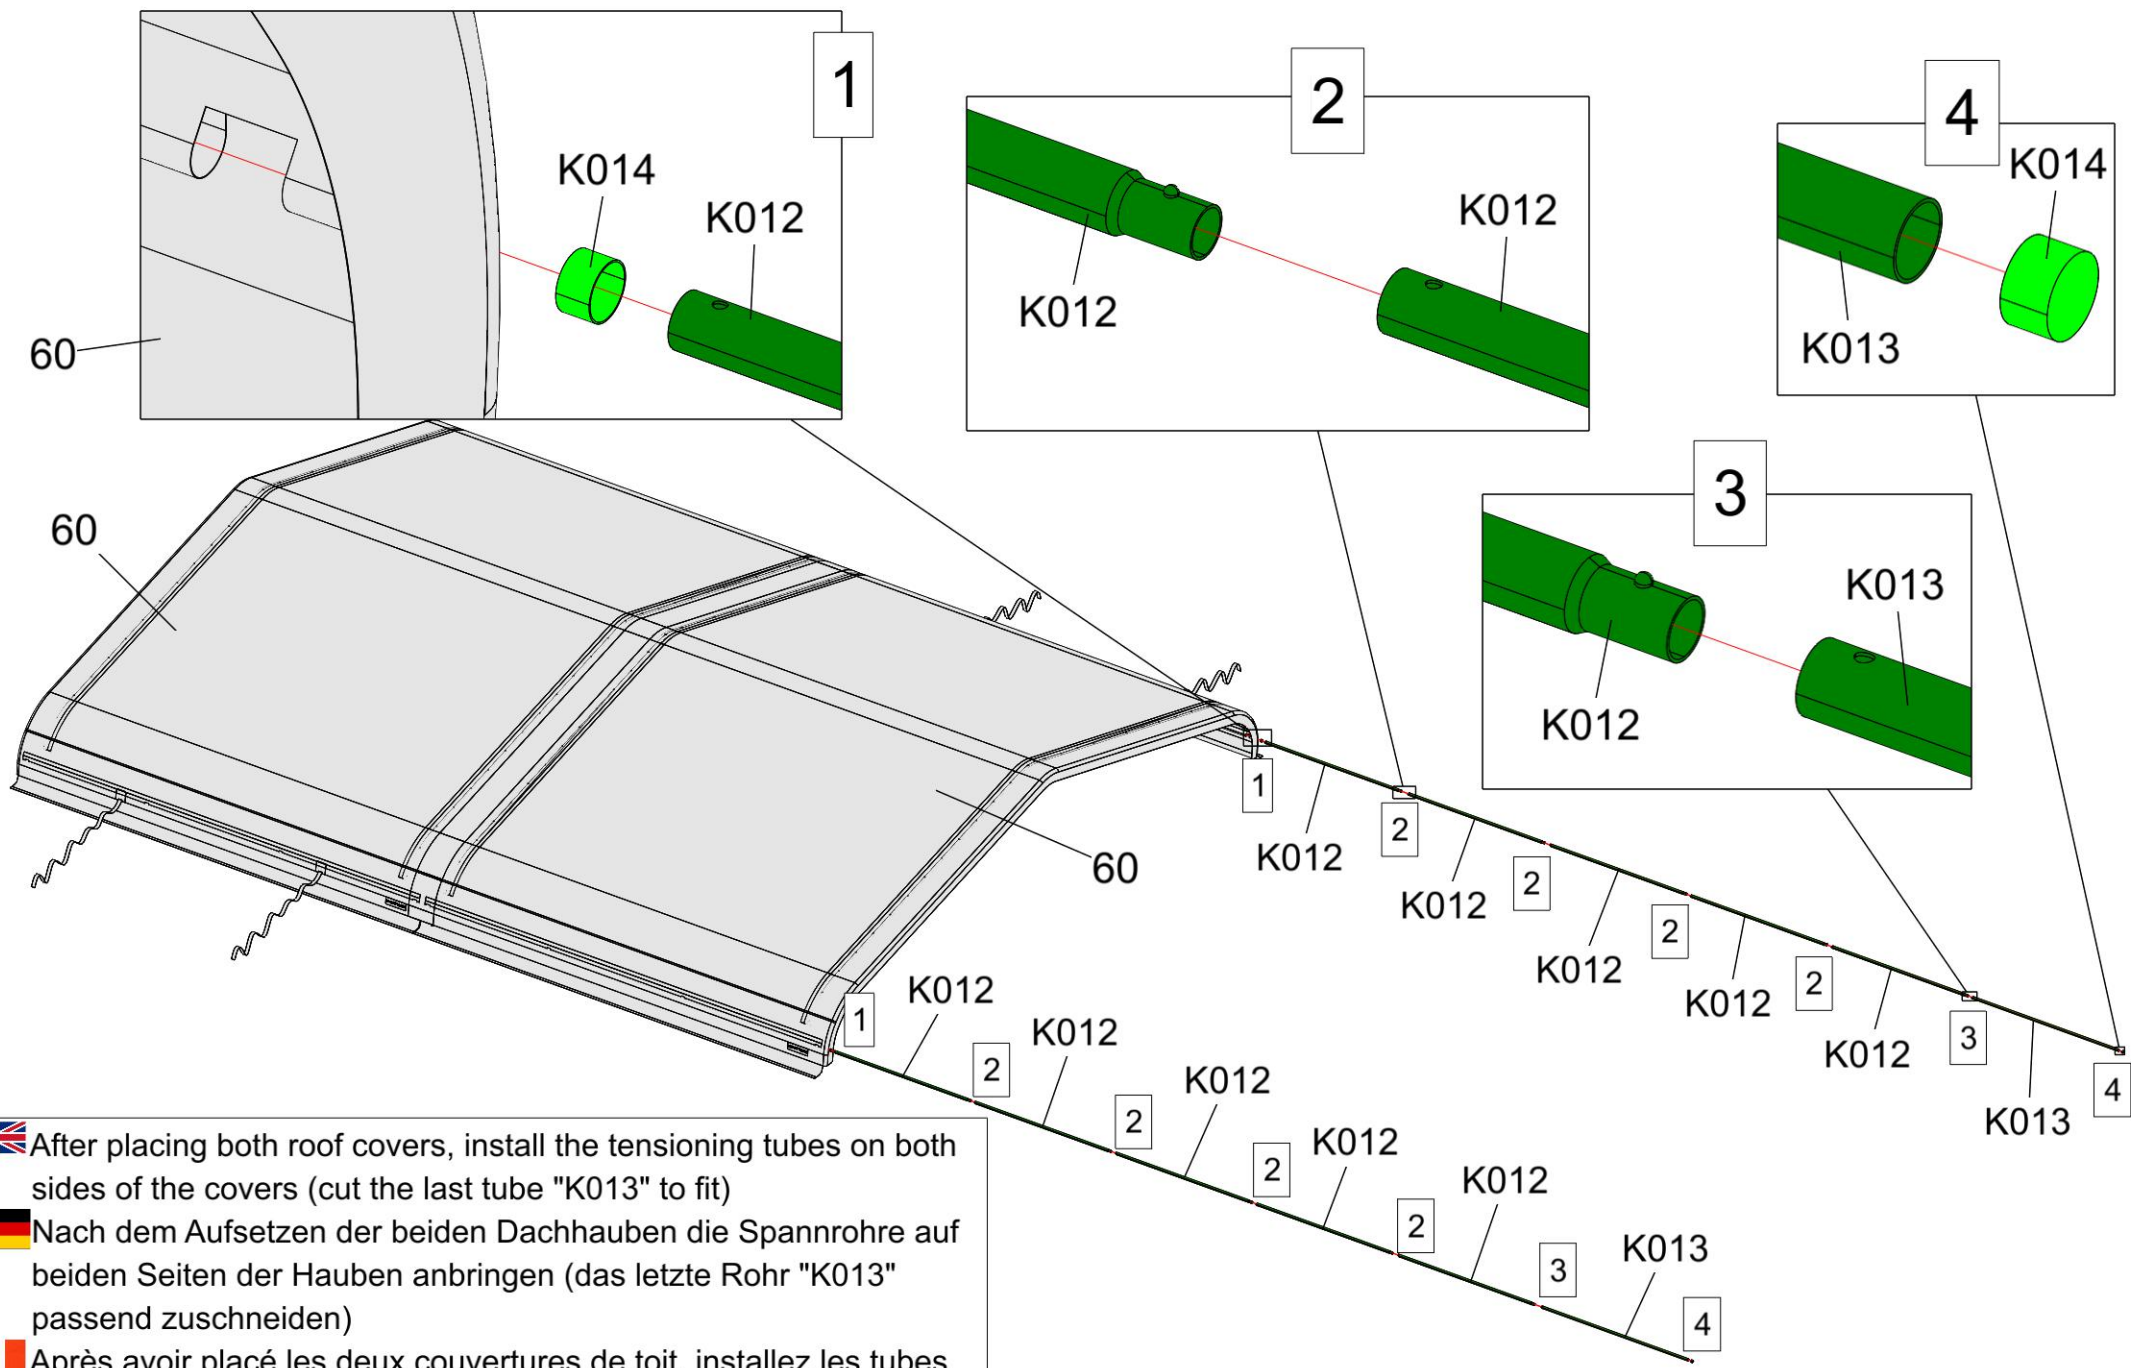 1
K014
K012
60
2
K012
K012
4
K014
K013
3
K013
K012
60
60
1
K012
2
K012
2
K012
2
K012
2
K012
3
K013
4
1
K012
2
K012
2
K012
2
K012
2
K012
3
K013
4
After placing both roof covers, install the tensioning tubes on both
sides of the covers (cut the last tube "K013" to fit)
Nach dem Aufsetzen der beiden Dachhauben die Spannrohre auf
beiden Seiten der Hauben anbringen (das letzte Rohr "K013"
passend zuschneiden)
Après avoir placé les deux couvertures de toit, installez les tubes